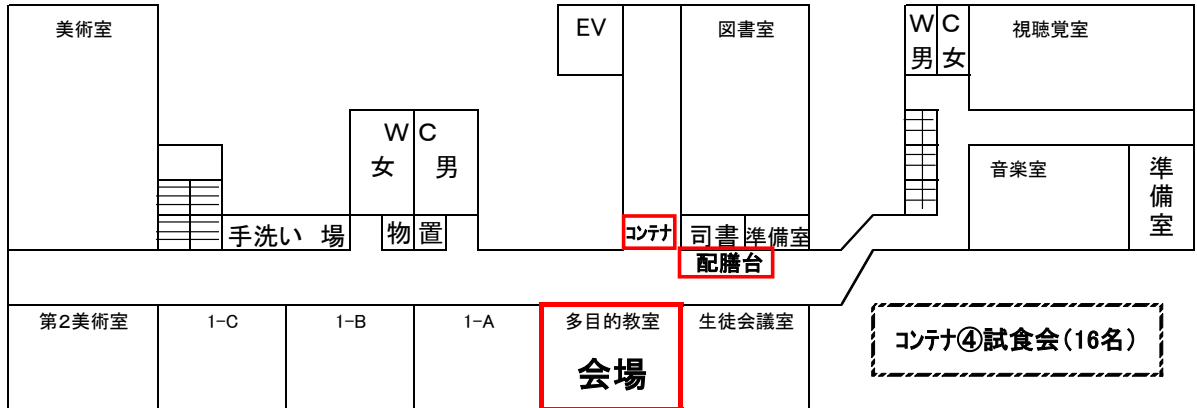 美術室
EV
図書室
WC
男女
視聴覚室
WC
女 男
音楽室
準備室
手洗い 場
物置
コンテナ
司書
準備室
配膳台
第2美術室
1-C
1-B
1-A
多目的教室
会場
生徒会議室
コンテナ④試食会(16名)